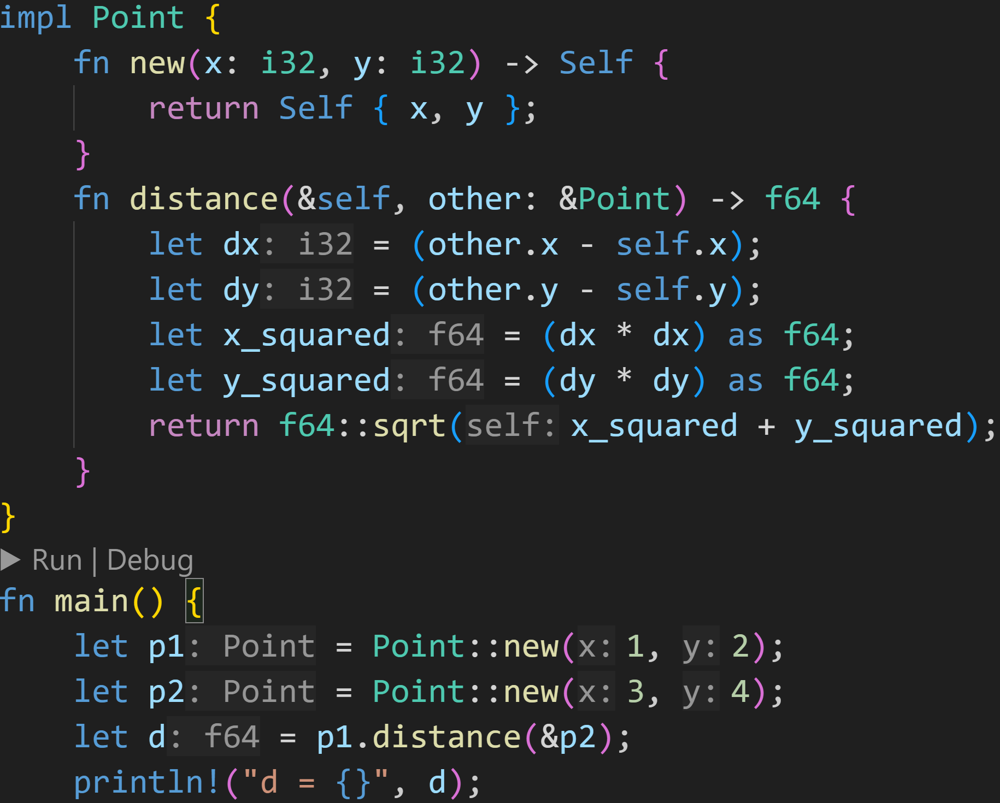 impl Point {
    fn new(x: i32, y: i32) -> Self {
        return Self { x, y };
    }
    fn distance(&self, other: &Point) -> f64 {
        let dx: i32 = (other.x - self.x);
        let dy: i32 = (other.y - self.y);
        let x_squared: f64 = (dx * dx) as f64;
        let y_squared: f64 = (dy * dy) as f64;
        return f64::sqrt(self: x_squared + y_squared);
    }
}
▶ Run | Debug
fn main() {
    let p1: Point = Point::new(x: 1, y: 2);
    let p2: Point = Point::new(x: 3, y: 4);
    let d: f64 = p1.distance(&p2);
    println!("d = {}", d);